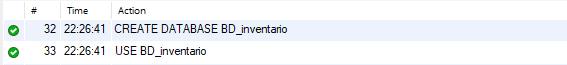 # Time Action
32 22:26:41 CREATE DATABASE BD_inventario
33 22:26:41 USE BD_inventario